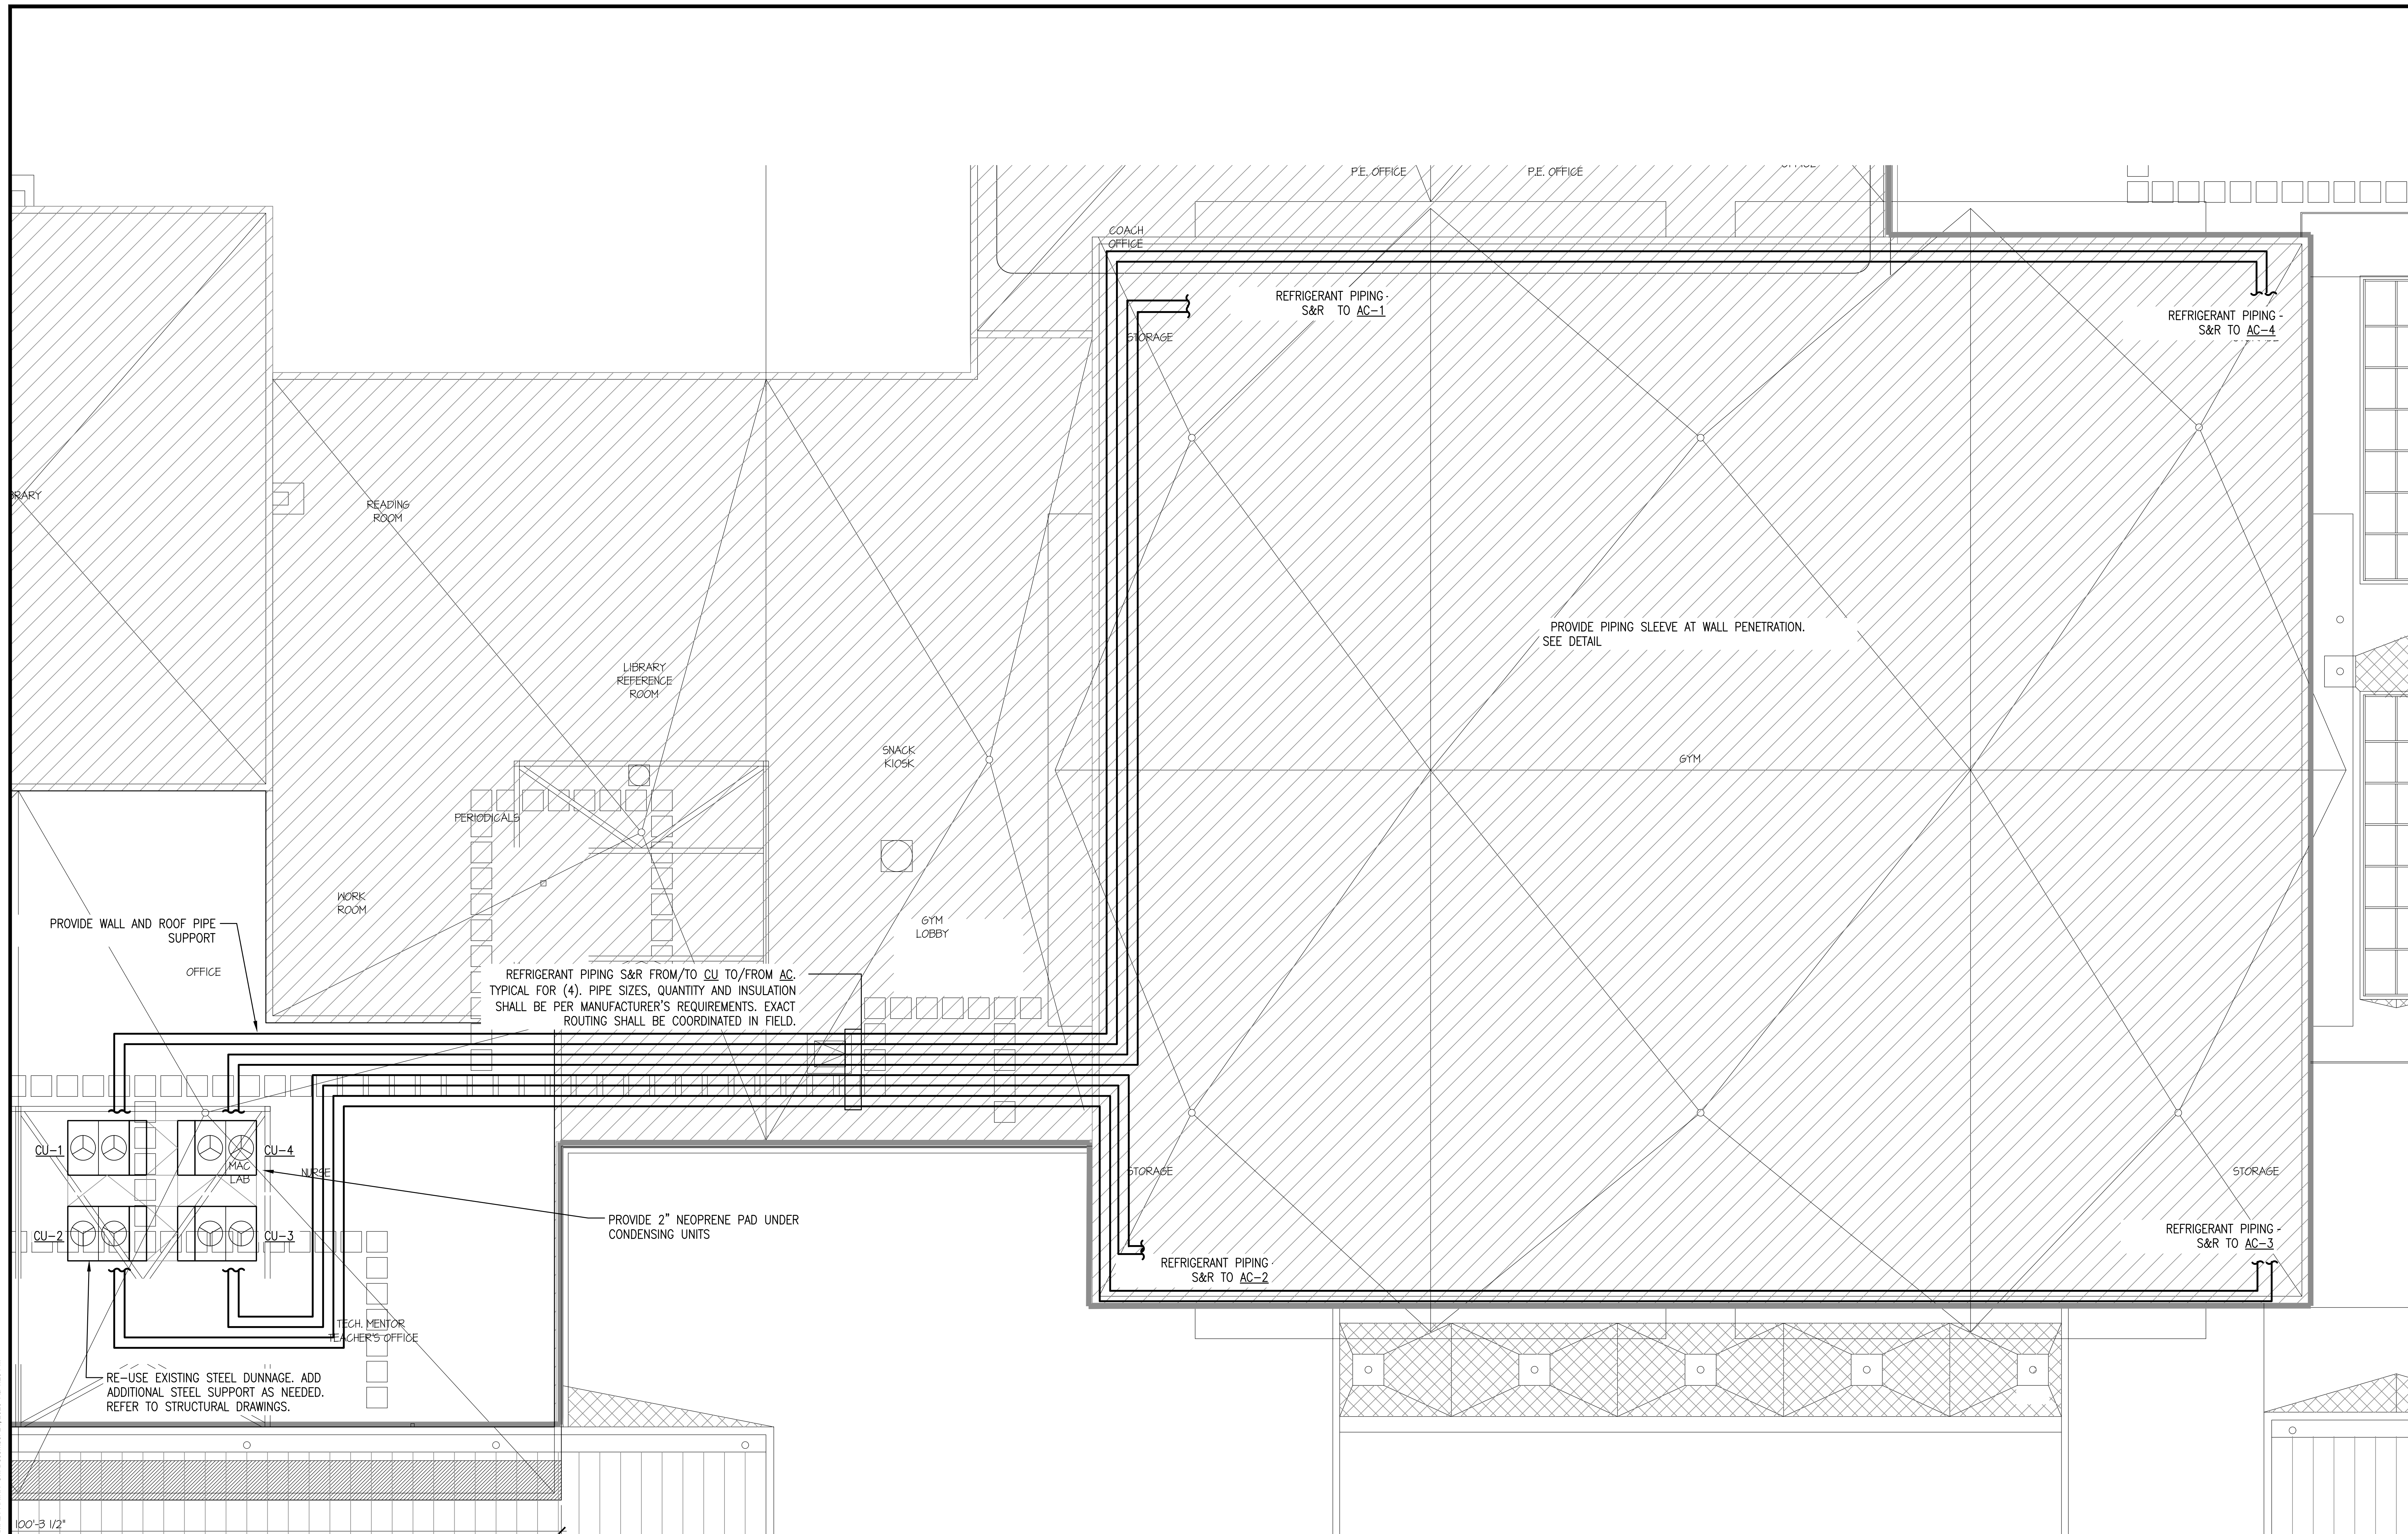 P.E. OFFICE
P.E. OFFICE
COACH
OFFICE
REFRIGERANT PIPING
S&R TO AC-1
STORAGE
REFRIGERANT PIPING
S&R TO AC-4
BRARY
READING
ROOM
PROVIDE PIPING SLEEVE AT WALL PENETRATION.
SEE DETAIL
LIBRARY
REFERENCE
ROOM
SNACK
KIOSK
GYM
PERIODICALS
WORK
ROOM
PROVIDE WALL AND ROOF PIPE
SUPPORT
GYM
LOBBY
OFFICE
REFRIGERANT PIPING S&R FROM/TO CU TO/FROM AC.
TYPICAL FOR (4). PIPE SIZES, QUANTITY AND INSULATION
SHALL BE PER MANUFACTURER'S REQUIREMENTS. EXACT
ROUTING SHALL BE COORDINATED IN FIELD.
CU-1
CU-4
MAC
LAB
NURSE
STORAGE
STORAGE
PROVIDE 2" NEOPRENE PAD UNDER
CONDENSING UNITS
CU-2
CU-3
REFRIGERANT PIPING
S&R TO AC-2
REFRIGERANT PIPING
S&R TO AC-3
TECH. MENTOR
TEACHER'S OFFICE
RE-USE EXISTING STEEL DUNNAGE. ADD
ADDITIONAL STEEL SUPPORT AS NEEDED.
REFER TO STRUCTURAL DRAWINGS.
100'-3 1/2"